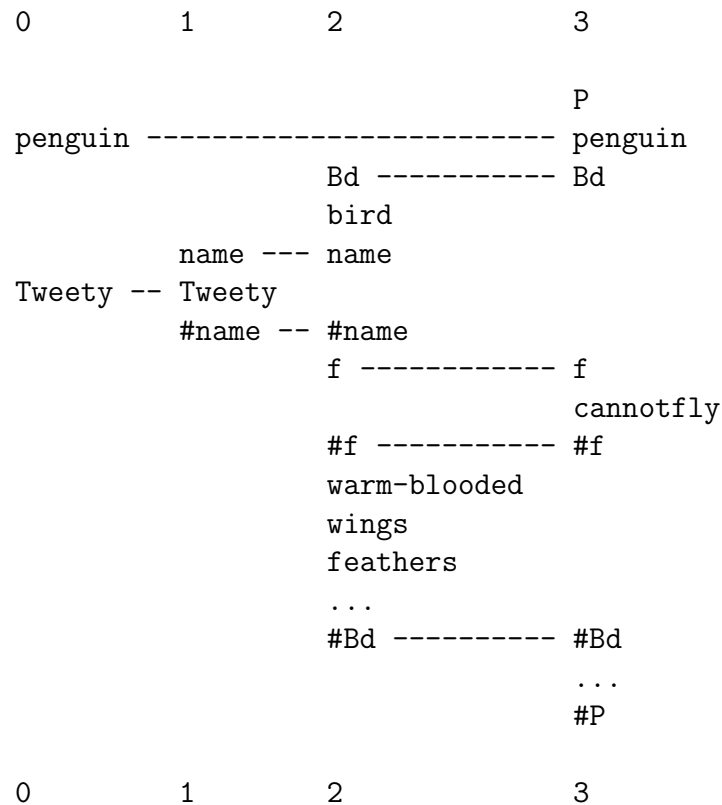 0 1 2 3
P
penguin ------------------------- penguin
Bd ----------- Bd
bird
name --- name
Tweety -- Tweety
#name -- #name
f ------------ f
cannotfly
#f ----------- #f
warm-blooded
wings
feathers
...
#Bd ---------- #Bd
...
#P
0 1 2 3